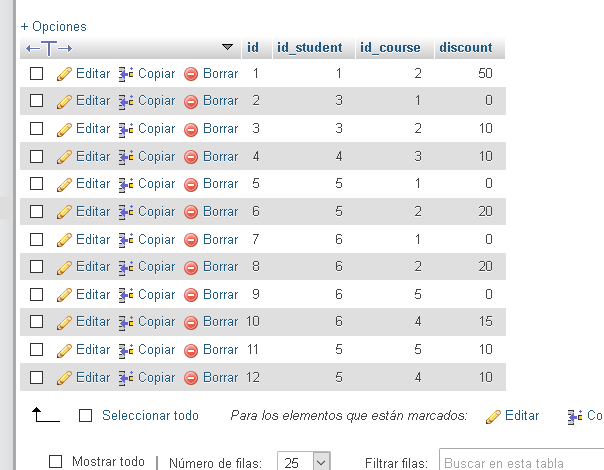 + Opciones
←T→ id id_student id_course discount
Editar Copiar Borrar 1 1 2 50
Editar Copiar Borrar 2 3 1 0
Editar Copiar Borrar 3 3 2 10
Editar Copiar Borrar 4 4 3 10
Editar Copiar Borrar 5 5 1 0
Editar Copiar Borrar 6 5 2 20
Editar Copiar Borrar 7 6 1 0
Editar Copiar Borrar 8 6 2 20
Editar Copiar Borrar 9 6 5 0
Editar Copiar Borrar 10 6 4 15
Editar Copiar Borrar 11 5 5 10
Editar Copiar Borrar 12 5 4 10
Seleccionar todo Para los elementos que están marcados: Editar Co
Mostrar todo | Número de filas: 25 Filtrar filas: Buscar en esta tabla